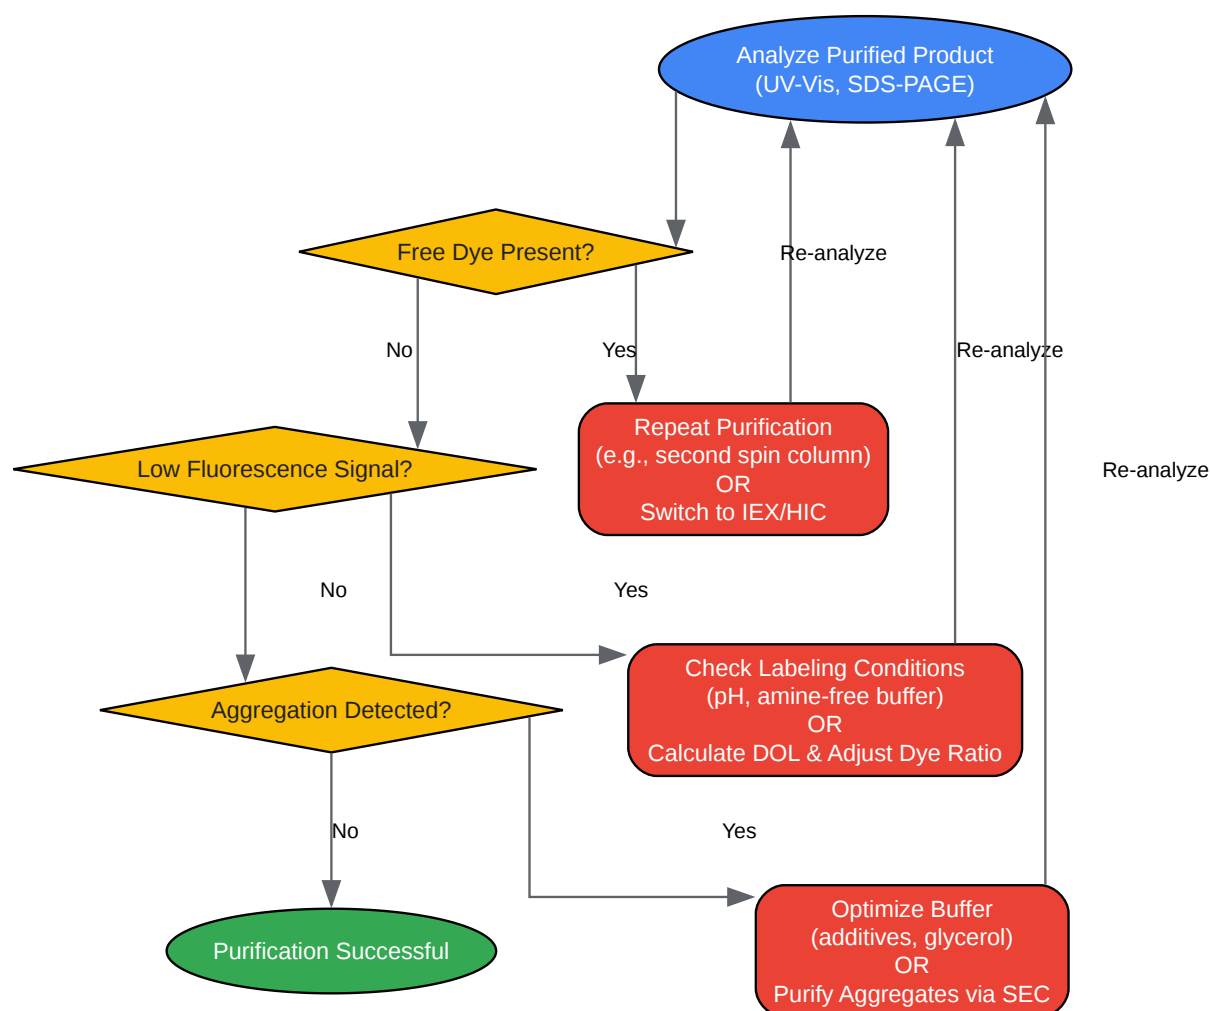 Analyze Purified Product
(UV-Vis, SDS-PAGE)
Free Dye Present?
Re-analyze
No
Yes
Re-analyze
Repeat Purification
(e.g., second spin column)
OR
Switch to IEX/HIC
Low Fluorescence Signal?
Re-analyze
No
Yes
Check Labeling Conditions
(pH, amine-free buffer)
OR
Calculate DOL & Adjust Dye Ratio
Aggregation Detected?
No
Yes
Purification Successful
Optimize Buffer
(additives, glycerol)
OR
Purify Aggregates via SEC